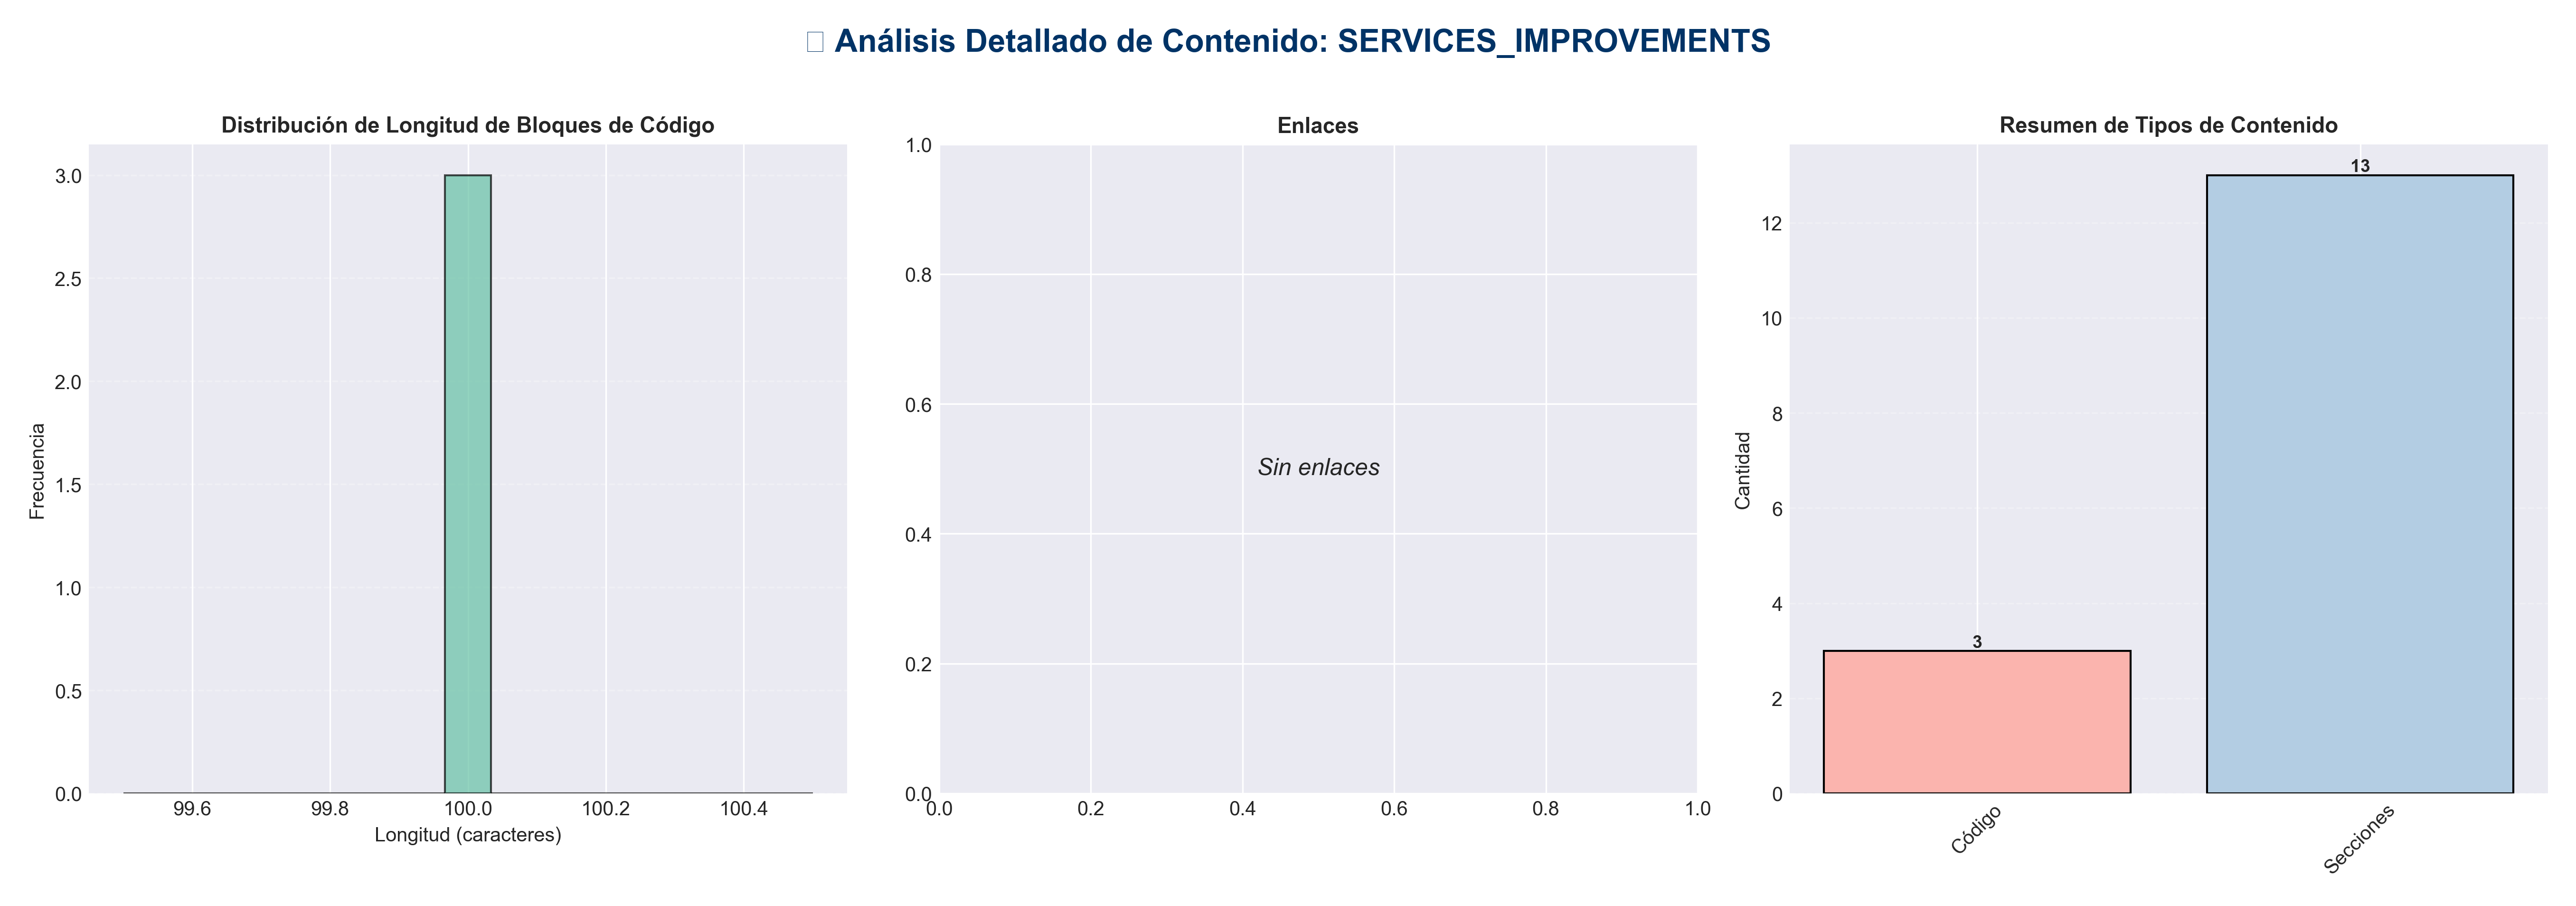 Análisis Detallado de Contenido: SERVICES_IMPROVEMENTS
Distribución de Longitud de Bloques de Código
3.0
2.5
2.0
1.5
1.0
0.5
0.0
Frecuencia
99.6 99.8 100.0 100.2 100.4
Longitud (caracteres)
Enlaces
1.0
0.8
0.6
0.4
0.2
0.0
Sin enlaces
0.0 0.2 0.4 0.6 0.8 1.0
Resumen de Tipos de Contenido
12
10
8
6
4
2
0
Cantidad
3
13
Código
Secciones